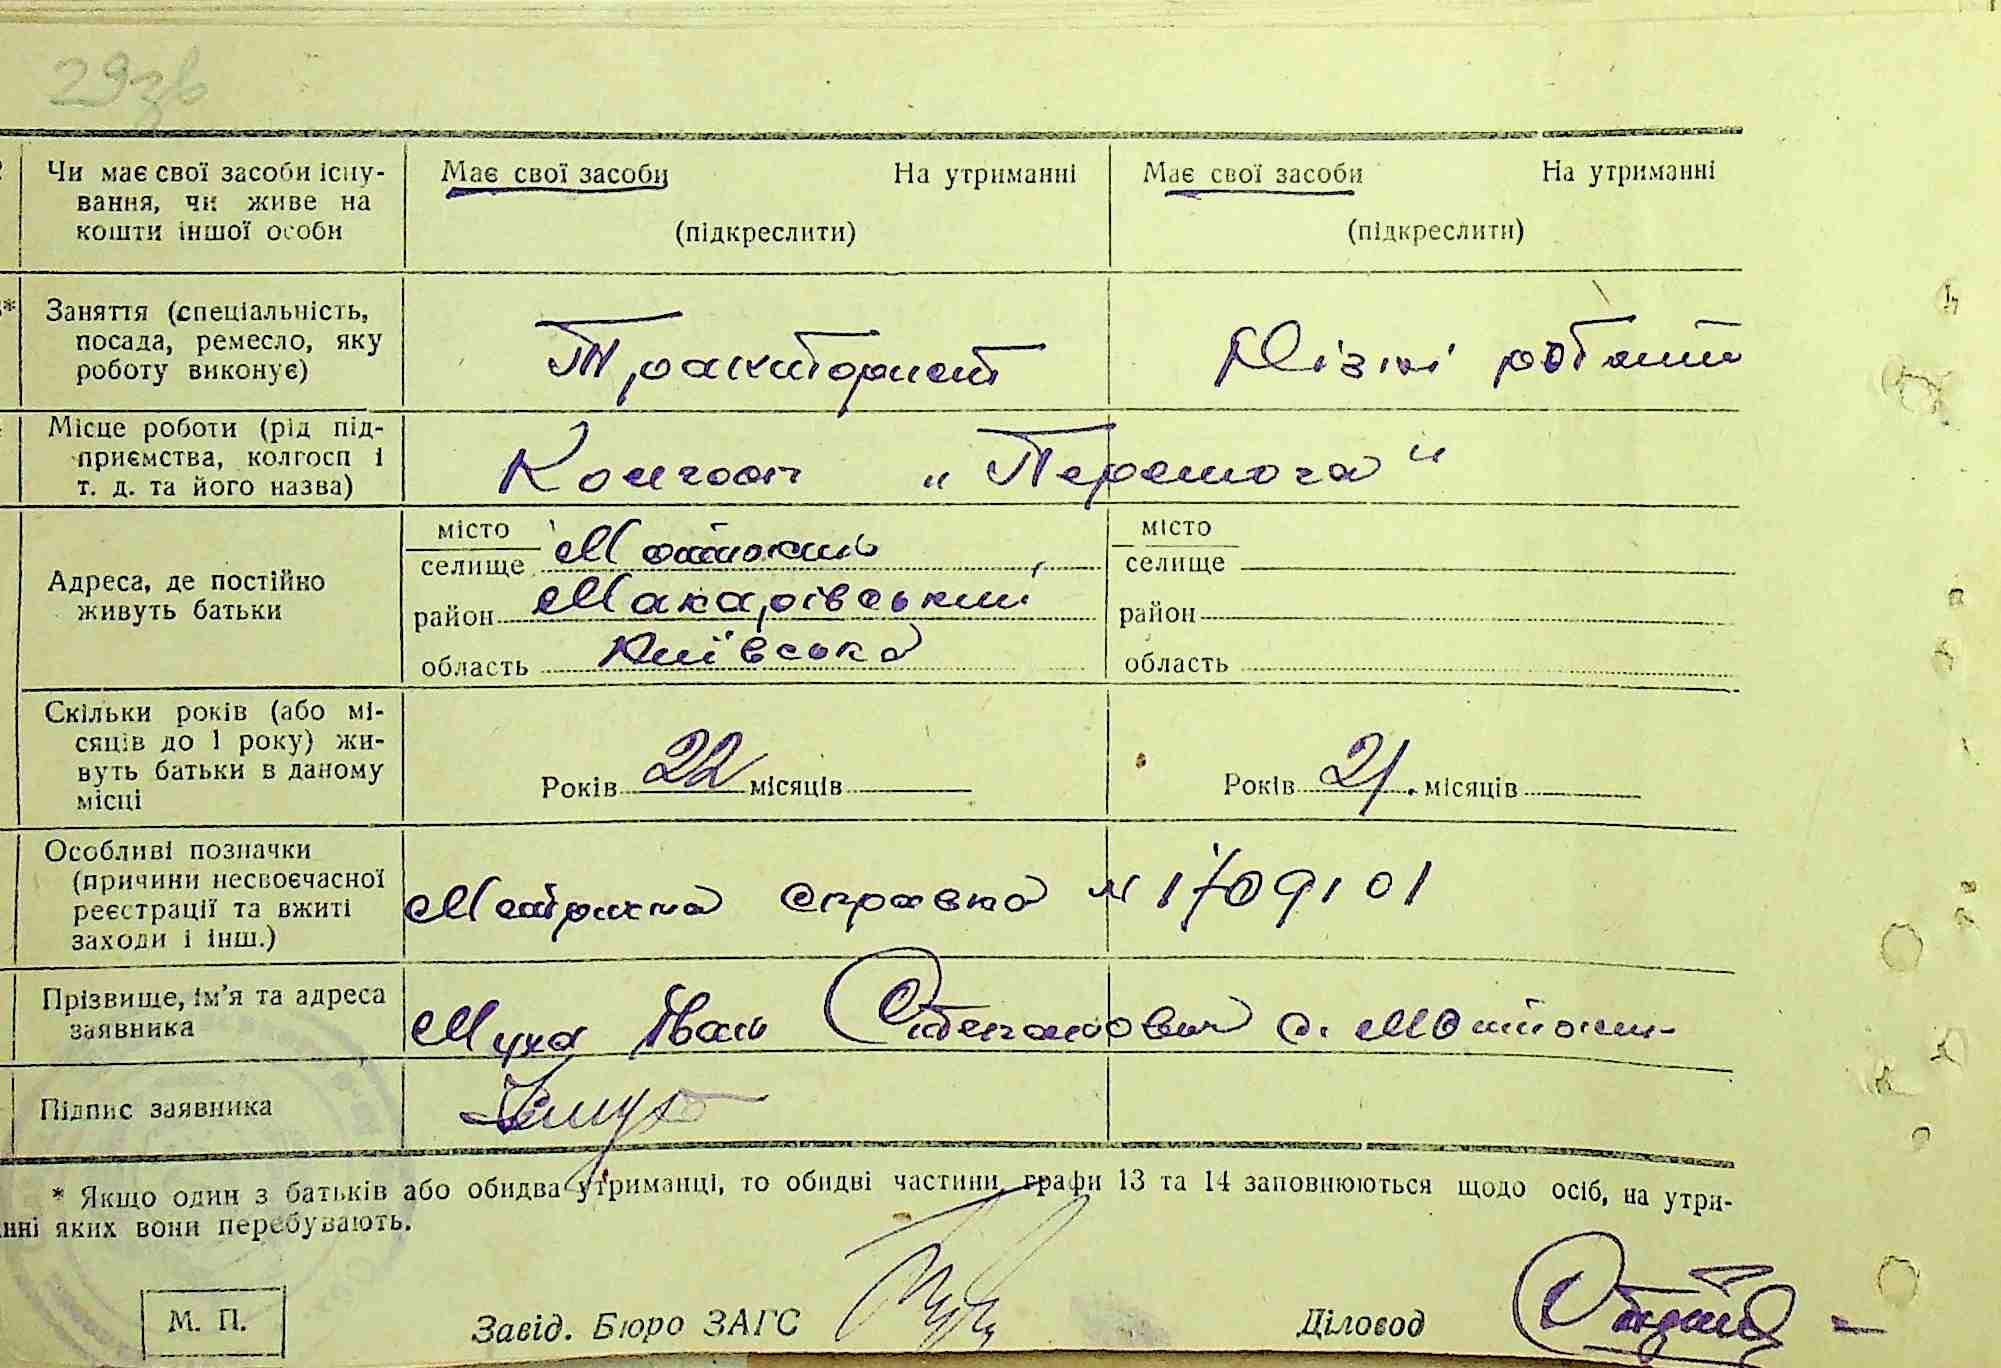 29зв
Чи має свої засоби існу-
вання, чи живе на
кошти іншої особи
Має свої засоби На утриманні
(підкреслити)
Має свої засоби На утриманні
(підкреслити)
Заняття (спеціальність,
посада, ремесло, яку
роботу виконує)
Тракторист
Різні роботи
Місце роботи (рід під-
приємства, колгосп і
т. д. та його назва)
Колгосп „Перемога"
Адреса, де постійно
живуть батьки
місто
селище Мотижин
район Макарівський
область Київська
місто
селище
район
область
Скільки років (або мі-
сяців до 1 року) жи-
вуть батьки в даному
місці
Років 22 місяців
Років 21 місяців
Особливі позначки
(причини несвоєчасної
реєстрації та вжиті
заходи і інш.)
Метрична справка № 1709101
Прізвище, ім'я та адреса
заявника
Муха Іван Степанович с. Мотижин
Підпис заявника
* Якщо один з батьків або обидва утриманці, то обидві частини графи 13 та 14 заповнюються щодо осіб, на утри-
нні яких вони перебувають.
М. П.
Завід. Бюро ЗАГС
Діловод